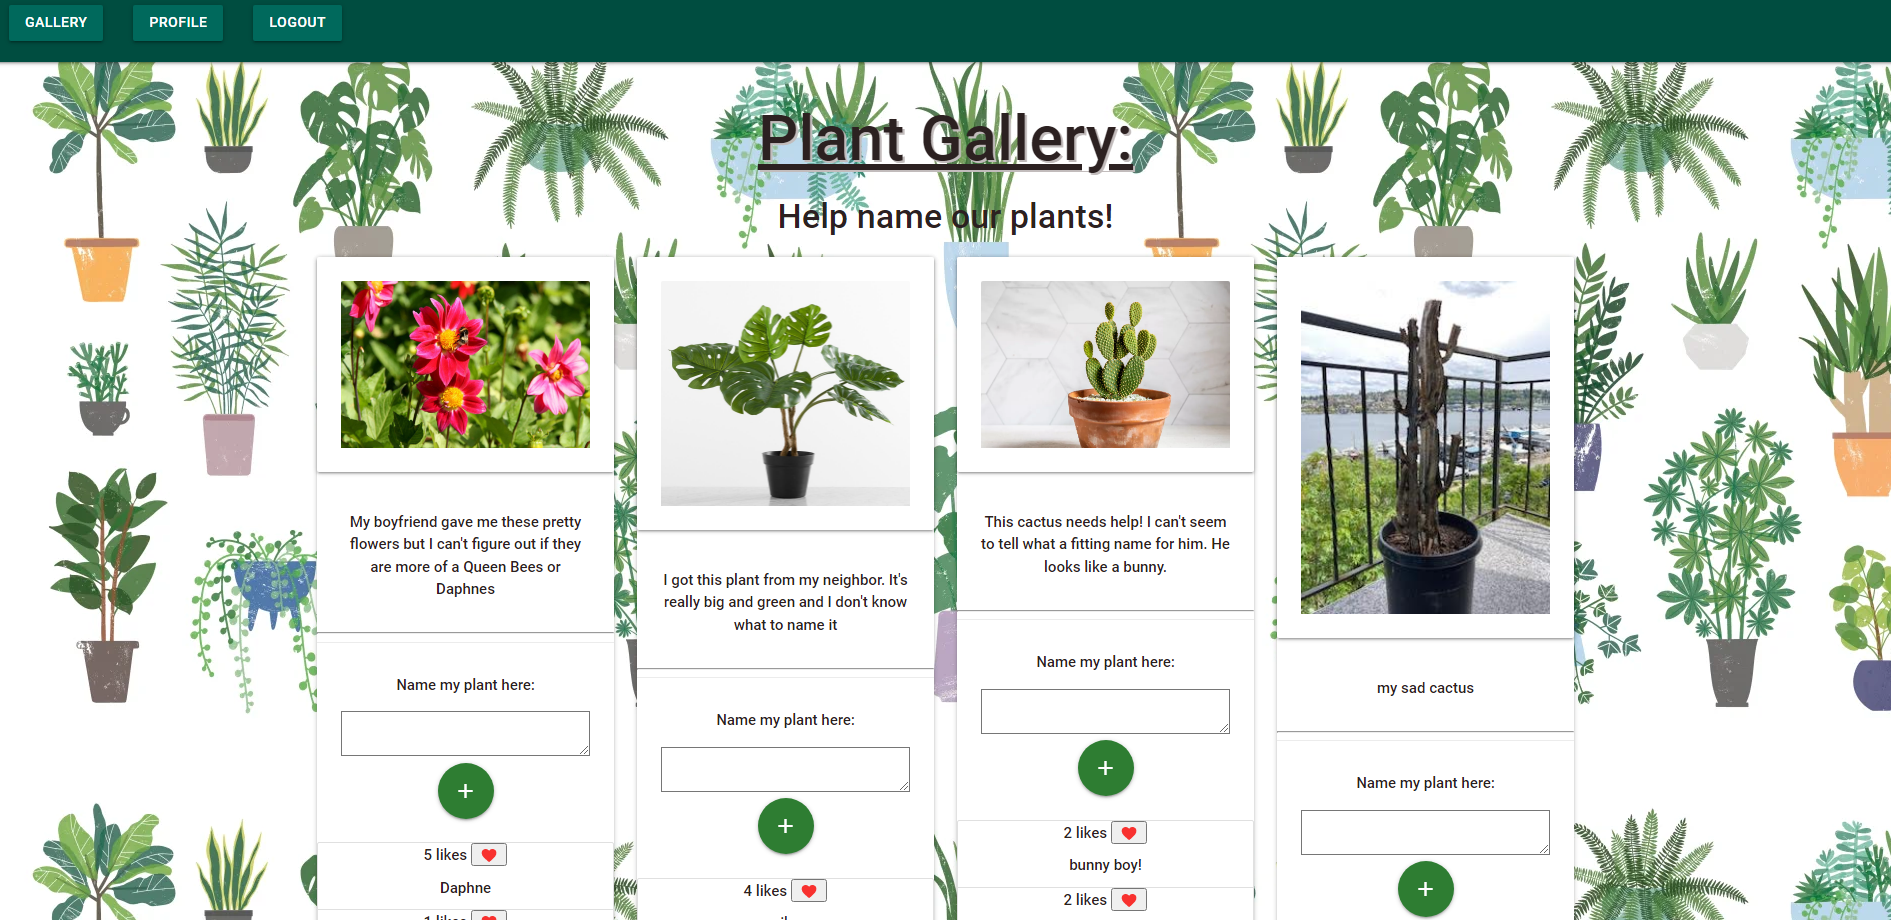 GALLERY
PROFILE
LOGOUT
Plant Gallery:
Help name our plants!
My boyfriend gave me these pretty
flowers but I can't figure out if they
are more of a Queen Bees or
Daphnes
Name my plant here:
+
5 likes
Daphne
I got this plant from my neighbor. It's
really big and green and I don't know
what to name it
Name my plant here:
+
4 likes
This cactus needs help! I can't seem
to tell what a fitting name for him. He
looks like a bunny.
Name my plant here:
+
2 likes
bunny boy!
2 likes
my sad cactus
Name my plant here:
+